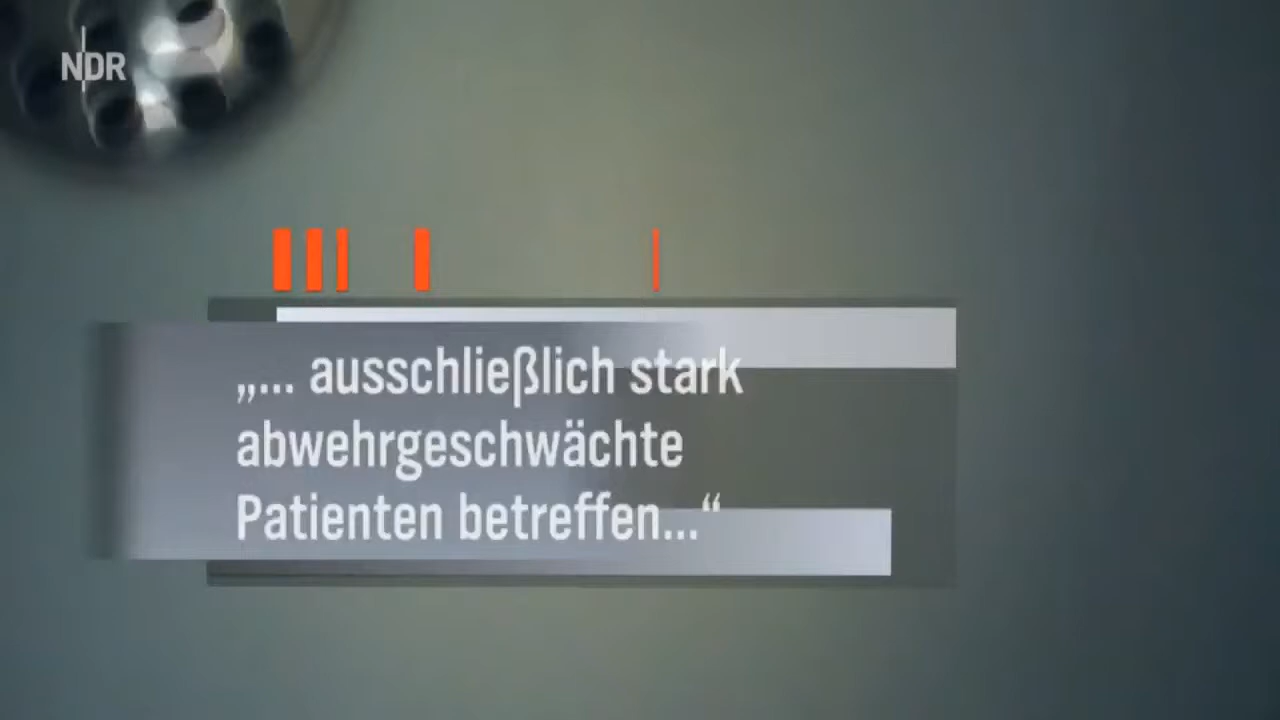 NDR
„... ausschließlich stark
abwehrgeschwächte
Patienten betreffen...“